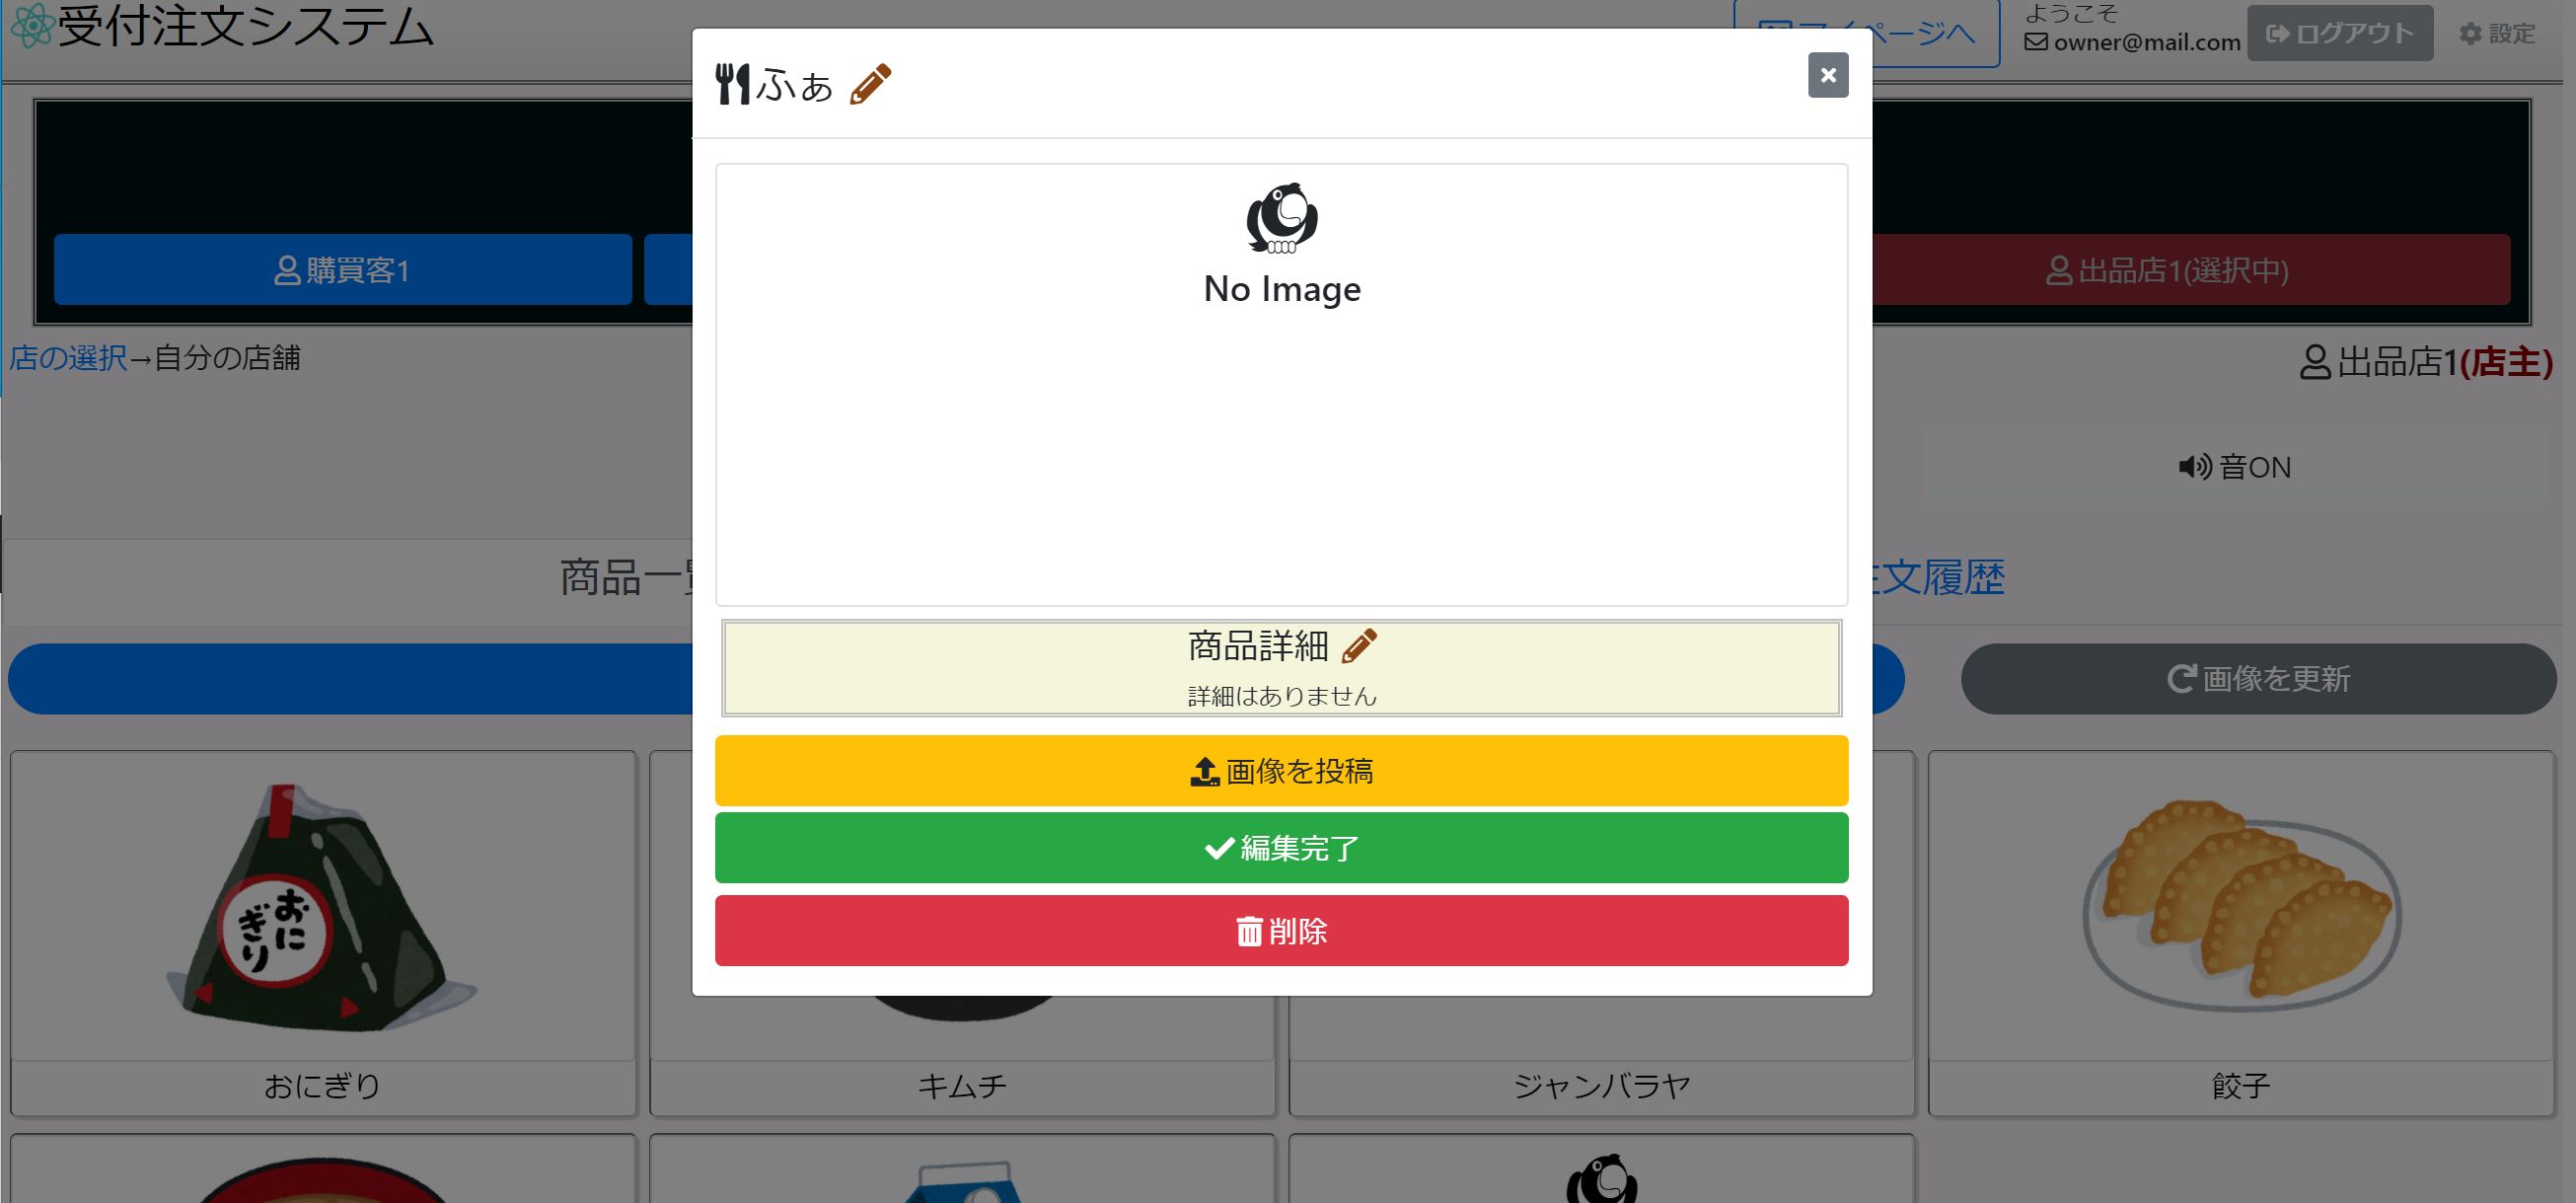 受付注文システム
ページへ
ようこそ
owner@mail.com
ログアウト
設定
ふぁ
No Image
購買客1
出品店1(選択中)
店の選択→自分の店舗
出品店1(店主)
音ON
商品一
文履歴
商品詳細
詳細はありません
画像を更新
画像を投稿
編集完了
削除
おに
ぎり
おにぎり
キムチ
ジャンバラヤ
餃子